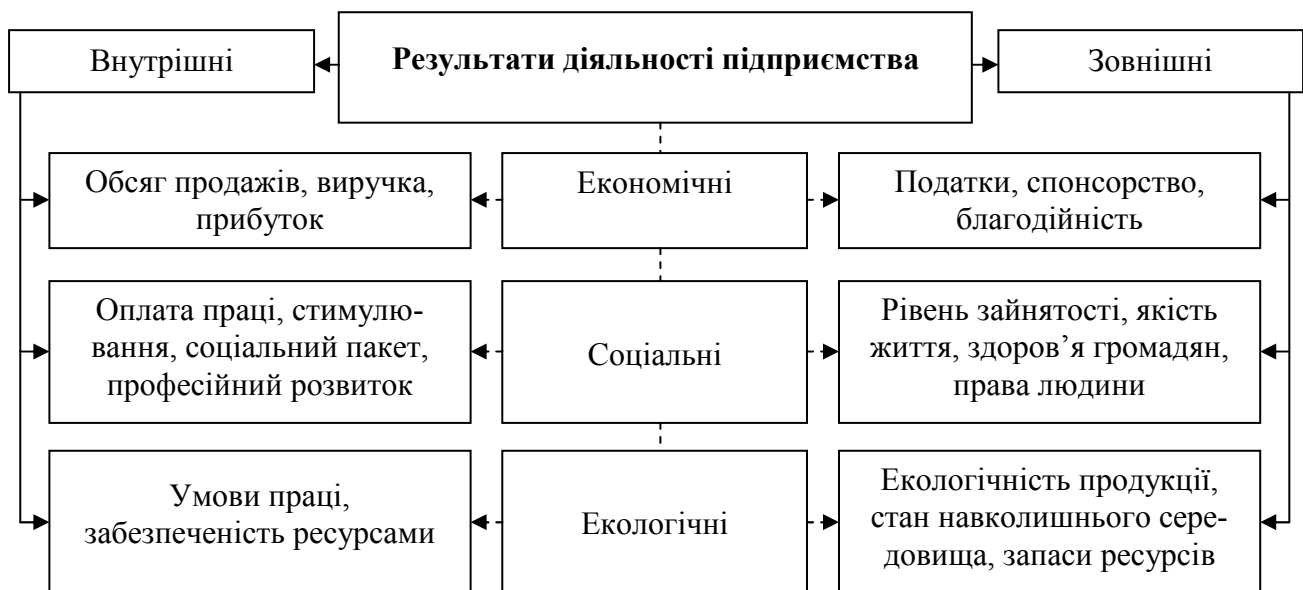 Внутрішні
Результати діяльності підприємства
Зовнішні
Обсяг продажів, виручка,
прибуток
Економічні
Податки, спонсорство,
благодійність
Оплата праці, стимулю-
вання, соціальний пакет,
професійний розвиток
Соціальні
Рівень зайнятості, якість
життя, здоров’я громадян,
права людини
Умови праці,
забезпеченість ресурсами
Екологічні
Екологічність продукції,
стан навколишнього сере-
довища, запаси ресурсів